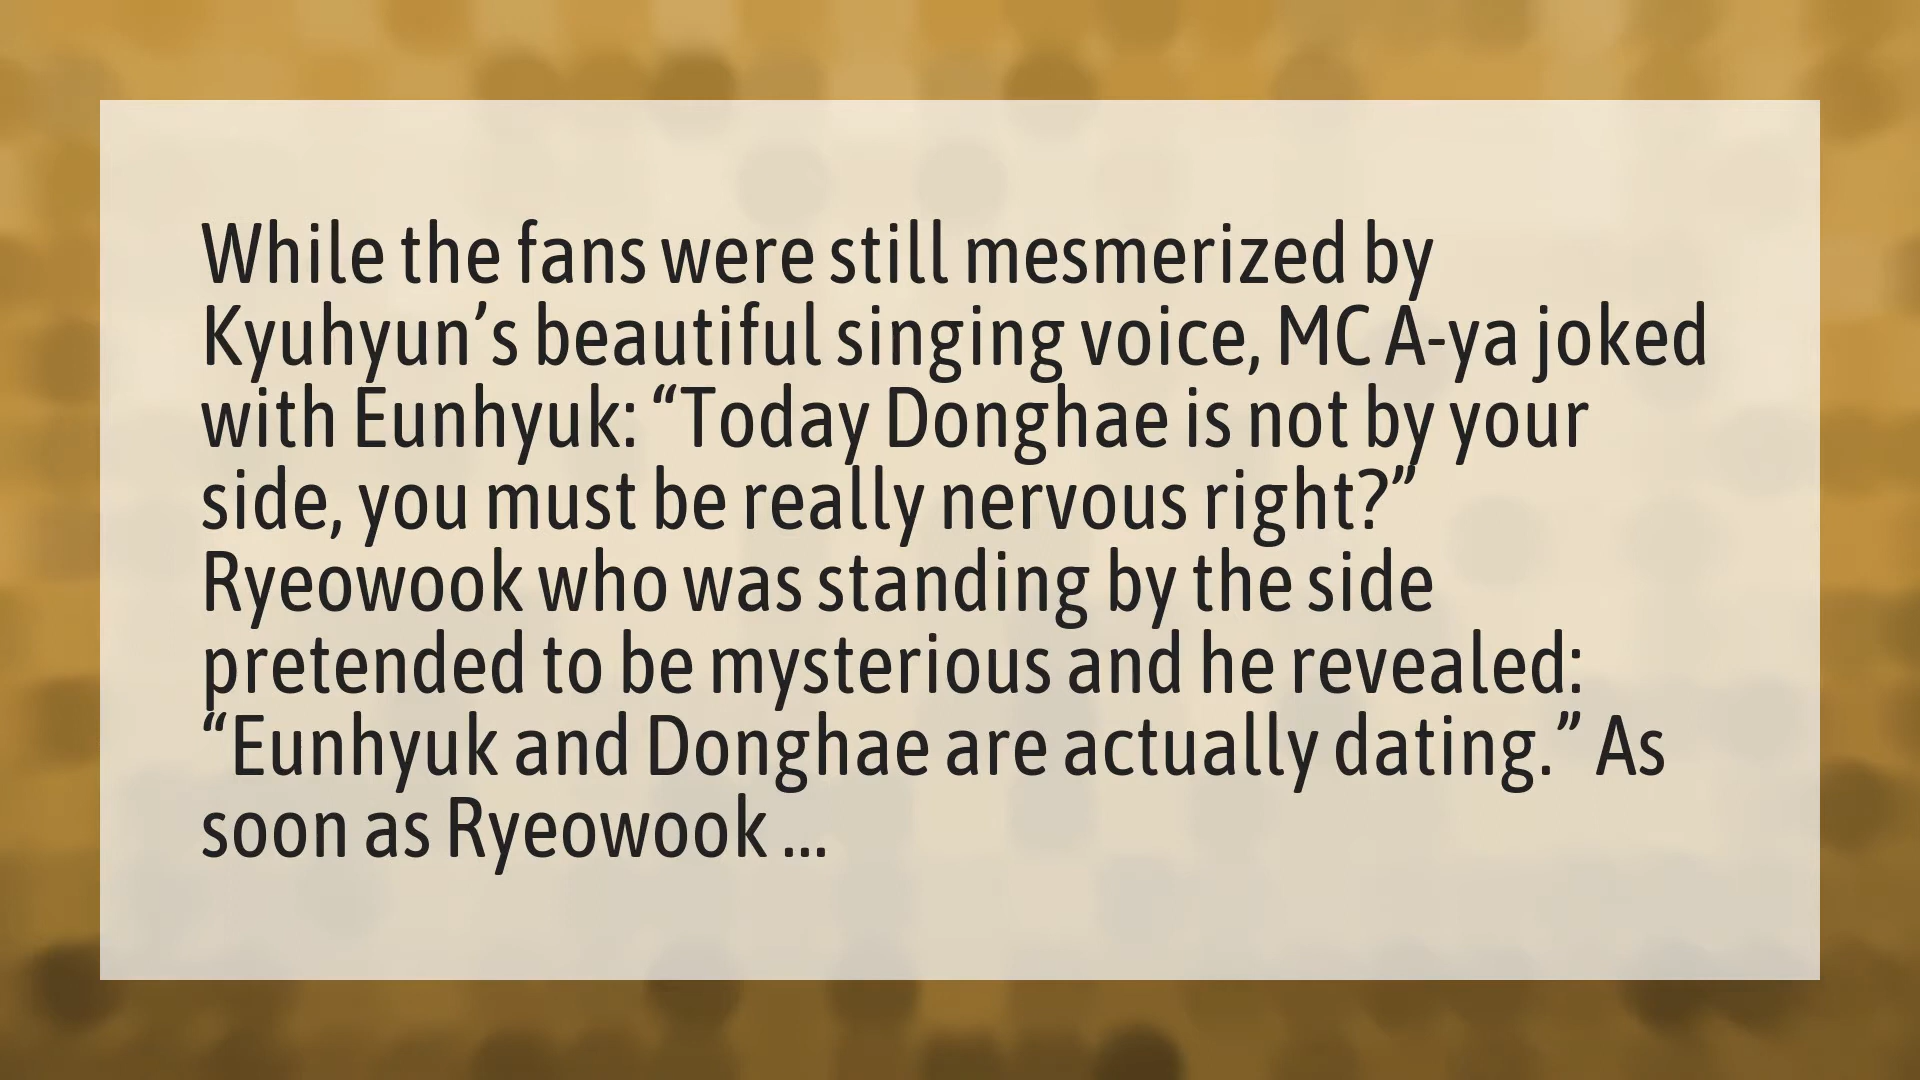 While the fans were still mesmerized by
Kyuhyun’s beautiful singing voice, MC A-ya joked
with Eunhyuk: “Today Donghae is not by your
side, you must be really nervous right?”
Ryeowook who was standing by the side
pretended to be mysterious and he revealed:
“Eunhyuk and Donghae are actually dating.” As
soon as Ryeowook ...